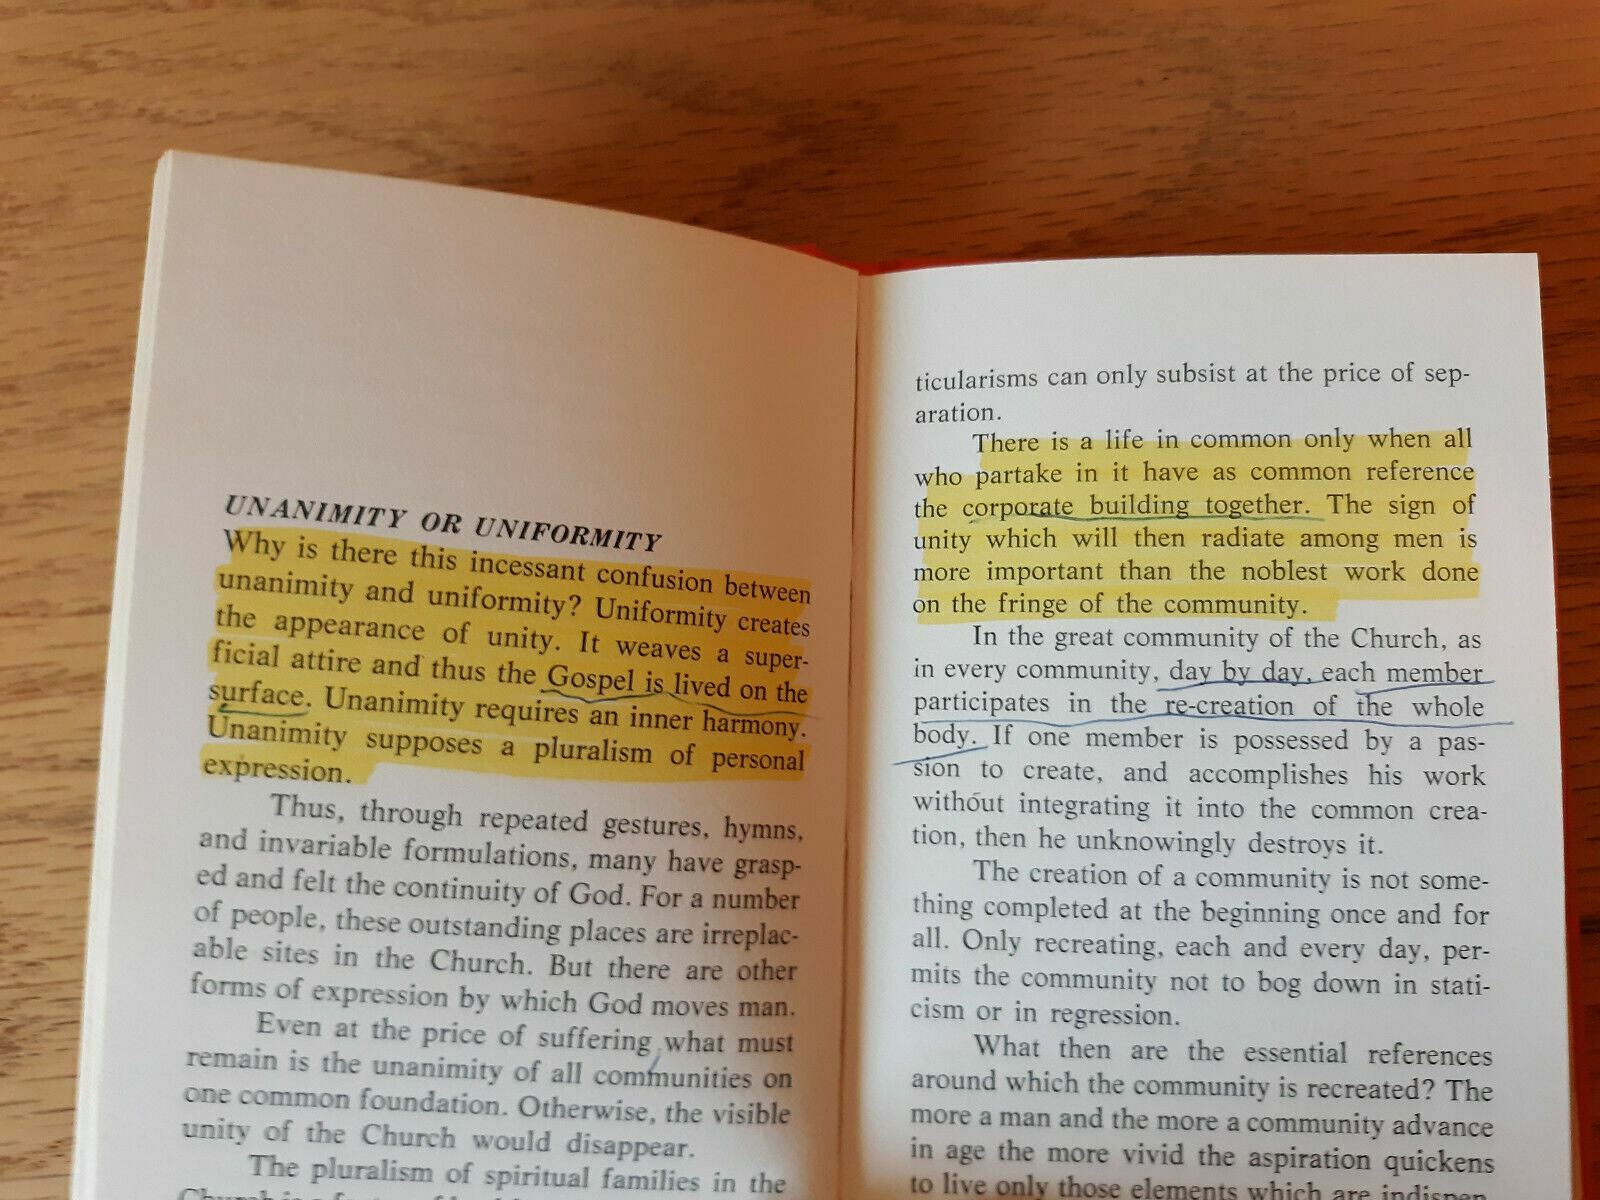 UNANIMITY OR UNIFORMITY
Why is there this incessant confusion between
unanimity and uniformity? Uniformity creates
the appearance of unity. It weaves a super-
ficial attire and thus the Gospel is lived on the
surface. Unanimity requires an inner harmony.
Unanimity supposes a pluralism of personal
expression.
Thus, through repeated gestures, hymns,
and invariable formulations, many have grasp-
ed and felt the continuity of God. For a number
of people, these outstanding places are irreplac-
able sites in the Church. But there are other
forms of expression by which God moves man.
Even at the price of suffering, what must
remain is the unanimity of all communities on
one common foundation. Otherwise, the visible
unity of the Church would disappear.
The pluralism of spiritual families in the
Church is a
ticularisms can only subsist at the price of sep-
aration.
There is a life in common only when all
who partake in it have as common reference
the corporate building together. The sign of
unity which will then radiate among men is
more important than the noblest work done
on the fringe of the community.
In the great community of the Church, as
in every community, day by day, each member
participates in the re-creation of the whole
body. If one member is possessed by a pas-
sion to create, and accomplishes his work
without integrating it into the common crea-
tion, then he unknowingly destroys it.
The creation of a community is not some-
thing completed at the beginning once and for
all. Only recreating, each and every day, per-
mits the community not to bog down in stati-
cism or in regression.
What then are the essential references
around which the community is recreated? The
more a man and the more a community advance
in age the more vivid the aspiration quickens
to live only those elements which are indispen-